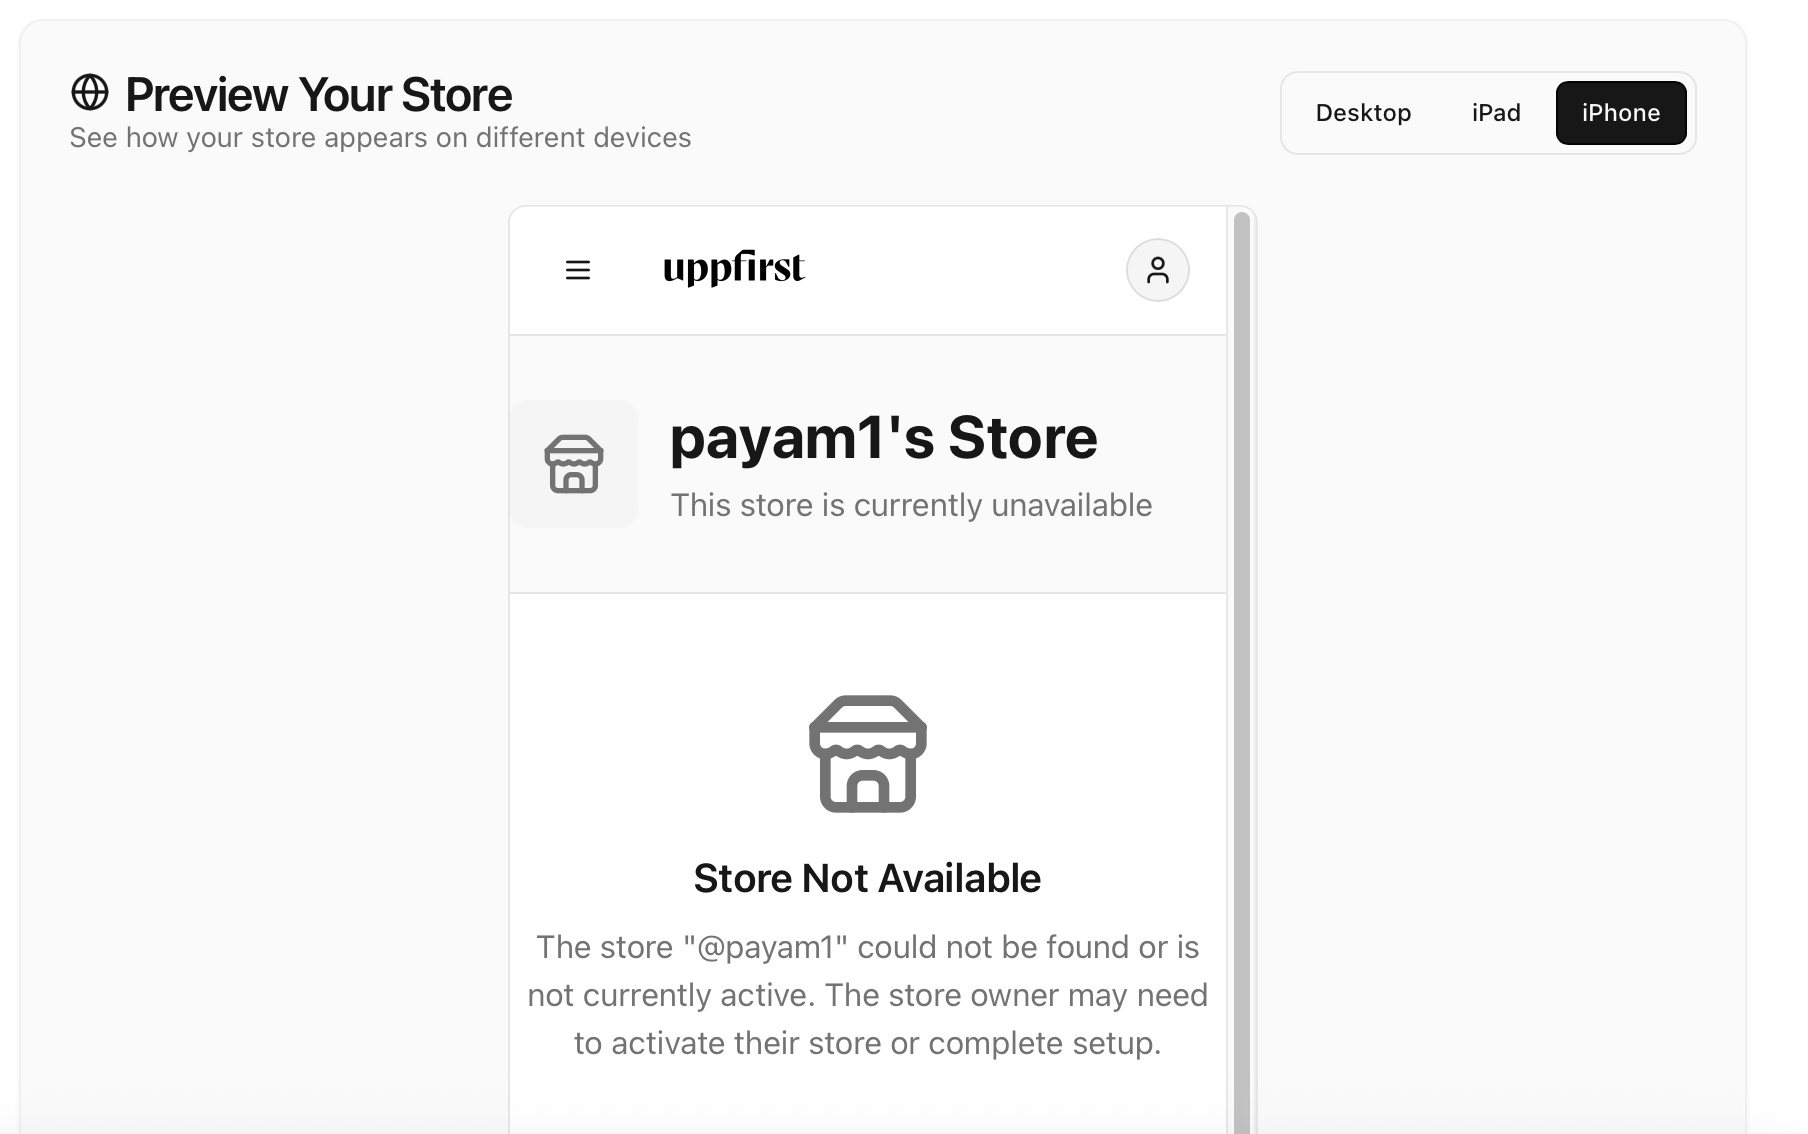 Preview Your Store
See how your store appears on different devices
Desktop
iPad
iPhone
uppfirst
payam1's Store
This store is currently unavailable
Store Not Available
The store "@payam1" could not be found or is
not currently active. The store owner may need
to activate their store or complete setup.